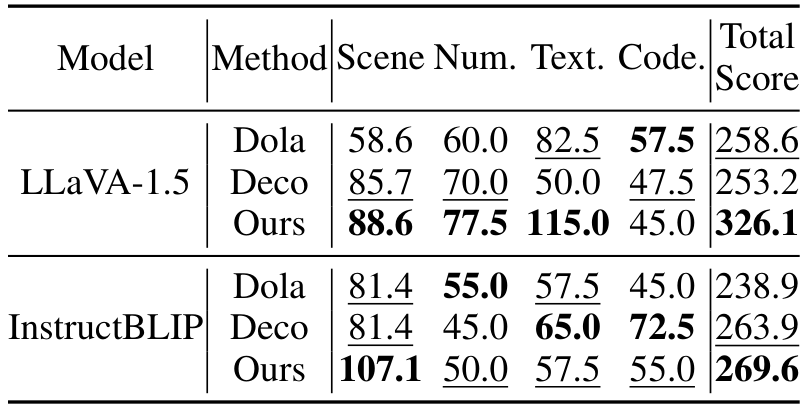 Model Method Scene Num. Text. Code. Total Score
LLaVA-1.5 Dola 58.6 60.0 82.5 57.5 258.6
Deco 85.7 70.0 50.0 47.5 253.2
Ours 88.6 77.5 115.0 45.0 326.1
InstructBLIP Dola 81.4 55.0 57.5 45.0 238.9
Deco 81.4 45.0 65.0 72.5 263.9
Ours 107.1 50.0 57.5 55.0 269.6